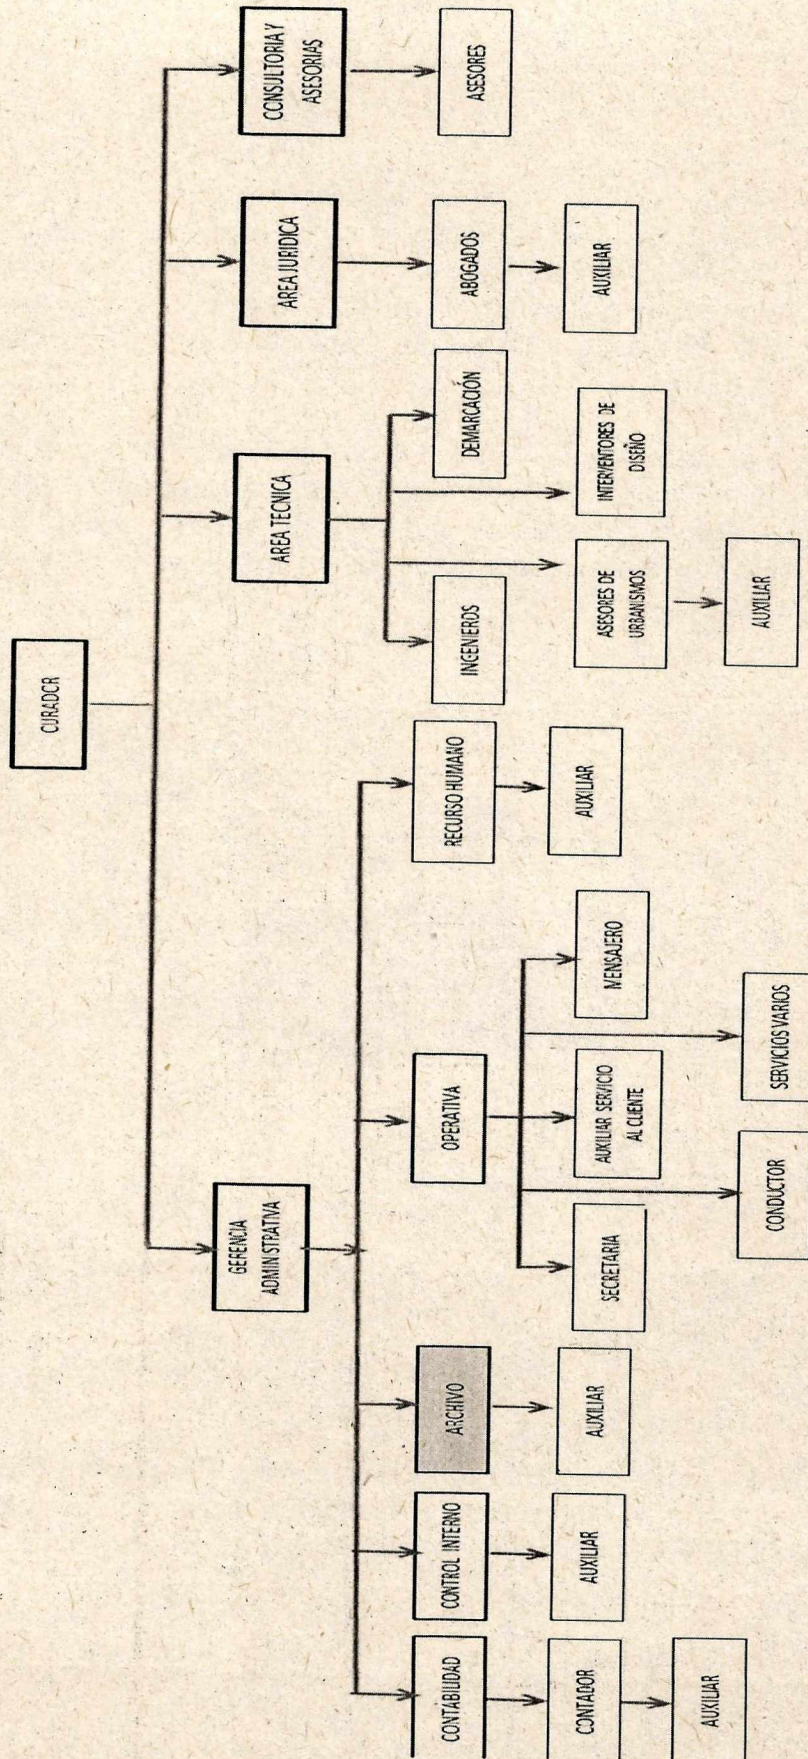 CURADOR
GERENCIA
ADMINISTRATIVA
AREA TECNICA
AREA JURIDICA
CONSULTORIA Y
ASESORIAS
CONTABILIDAD
CONTROL INTERNO
ARCHIVO
OPERATIVA
RECURSO HUMANO
INGENIEROS
DEMARCACIÓN
ABOGADOS
ASESORES
CONTADOR
AUXILIAR
AUXILIAR
SECRETARIA
AUXILIAR SERVICIO
AL CLIENTE
MENSAJERO
AUXILIAR
ASESORES DE
URBANISMOS
INTERVENTORES DE
DISEÑO
AUXILIAR
AUXILIAR
CONDUCTOR
SERVICIOS VARIOS
AUXILIAR